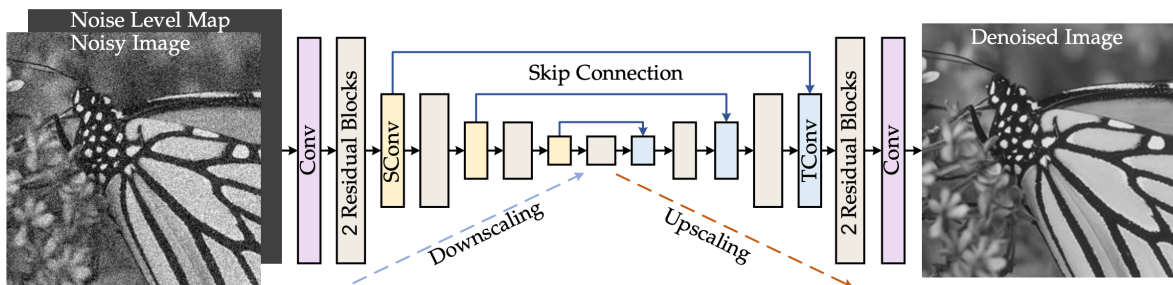 Noise Level Map
Noisy Image
Conv
2 Residual Blocks
SConv
Skip Connection
Downscaling
Upscaling
TConv
2 Residual Blocks
Conv
Denoised Image